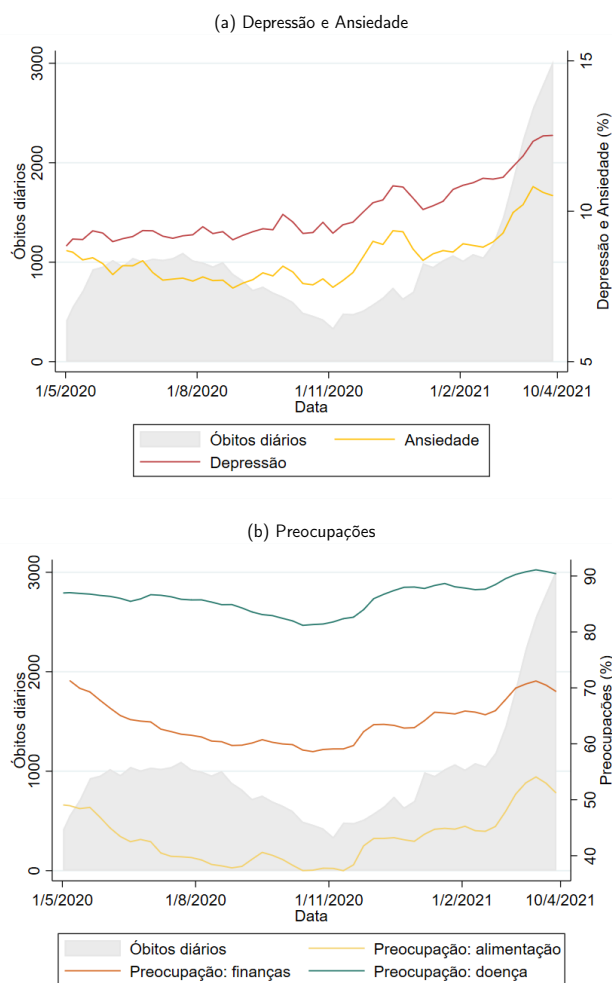 (a) Depressão e Ansiedade
Óbitos diários
3000
2000
1000
0
15
10
5
Depressão e Ansiedade (%)
1/5/2020 1/8/2020 1/11/2020 1/2/2021 10/4/2021
Data
Óbitos diários Ansiedade
Depressão
(b) Preocupações
Óbitos diários
3000
2000
1000
0
90
80
70
60
50
40
Preocupações (%)
1/5/2020 1/8/2020 1/11/2020 1/2/2021 10/4/2021
Data
Óbitos diários Preocupação: alimentação
Preocupação: finanças Preocupação: doença